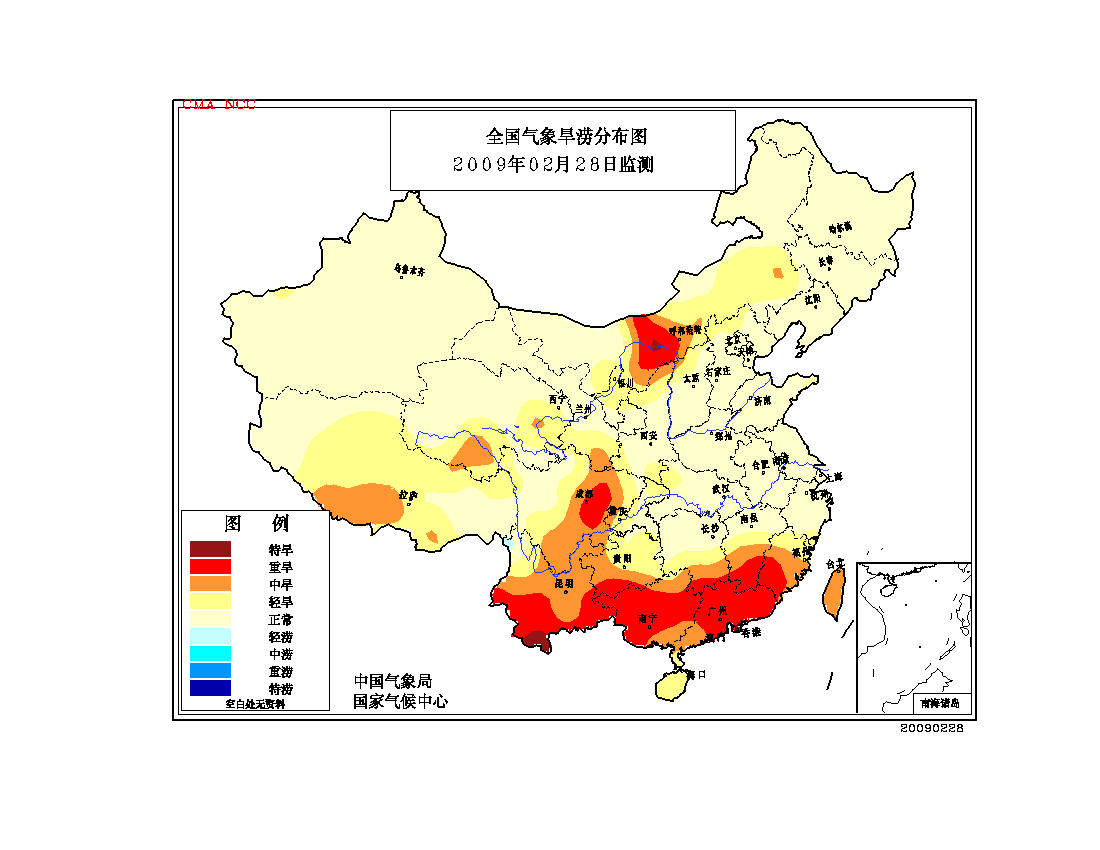 CMA NCC
全国气象旱涝分布图
2009年02月28日监测
哈尔滨
长春
乌鲁木齐
沈阳
呼和浩特
北京
天津
银川
太原
石家庄
西宁
兰州
济南
西安
郑州
合肥
南京
上海
拉萨
成都
武汉
杭州
重庆
长沙
南昌
贵阳
福州
台北
昆明
南宁
广州
澳门
香港
海口
图 例
特旱
重旱
中旱
轻旱
正常
轻涝
中涝
重涝
特涝
空白处无资料
中国气象局
国家气候中心
南海诸岛
20090228